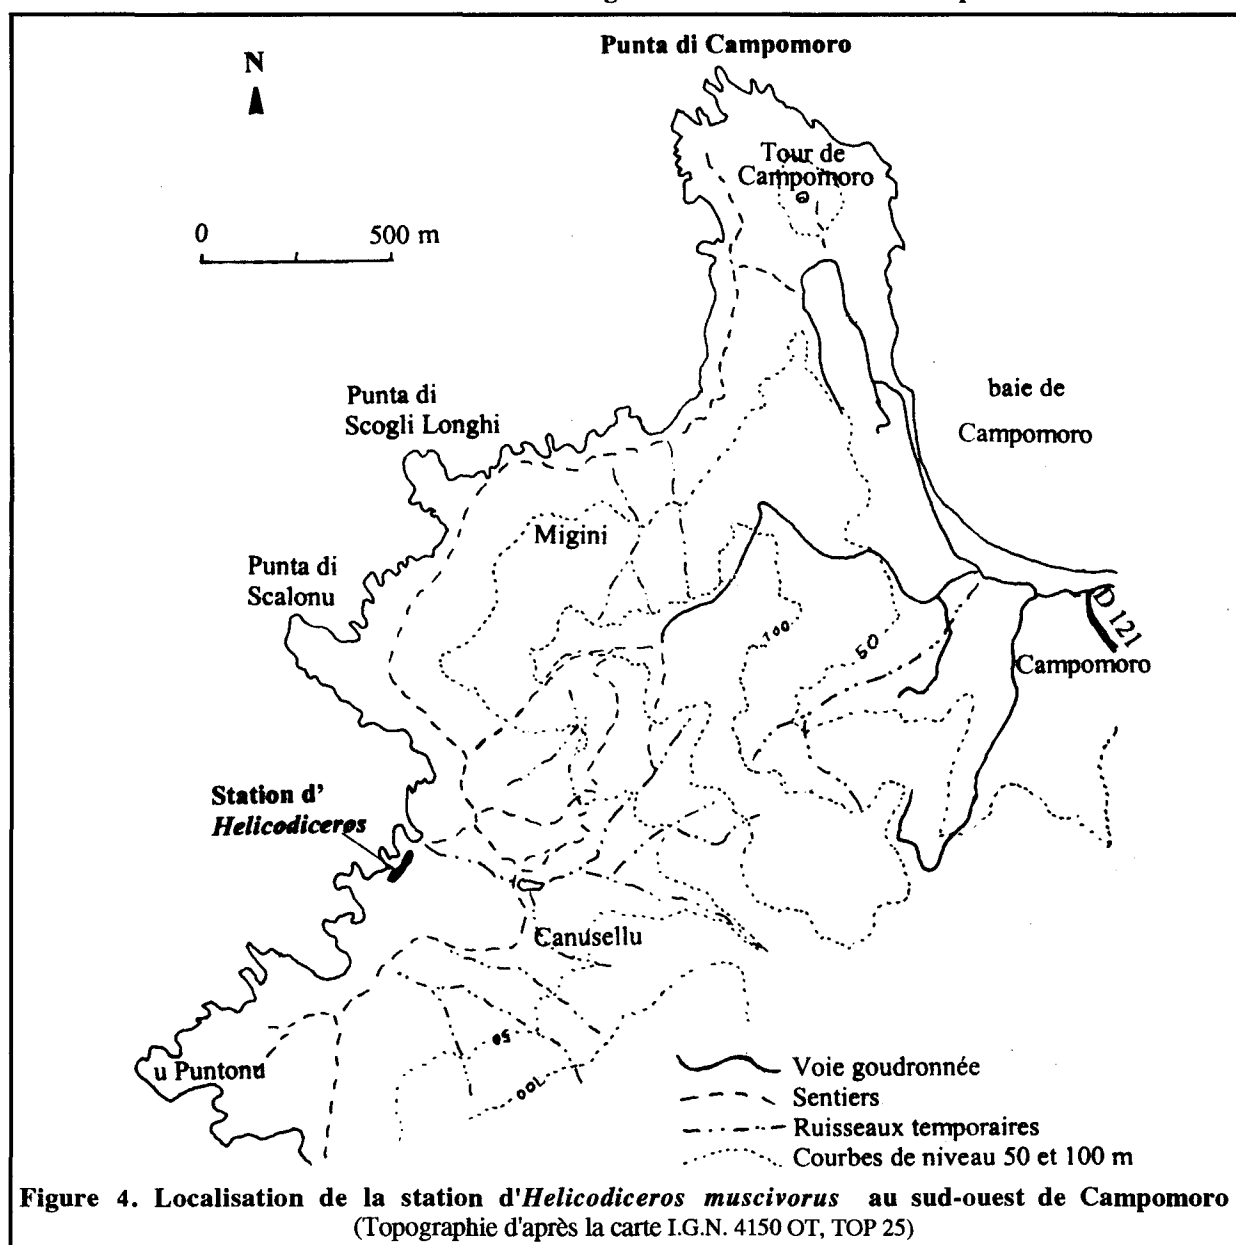 Punta di Campomoro
N
Tour de
Campomoro
0 500 m
Punta di
Scogli Longhi
baie de
Campomoro
Migini
Punta di
Scalonu
100
50
D 121
Campomoro
Station d'
Helicodiceros
Canusellu
50
100
u Puntonu
Voie goudronnée
Sentiers
Ruisseaux temporaires
Courbes de niveau 50 et 100 m
Figure 4. Localisation de la station d'Helicodiceros muscivorus au sud-ouest de Campomoro
(Topographie d'après la carte I.G.N. 4150 OT, TOP 25)